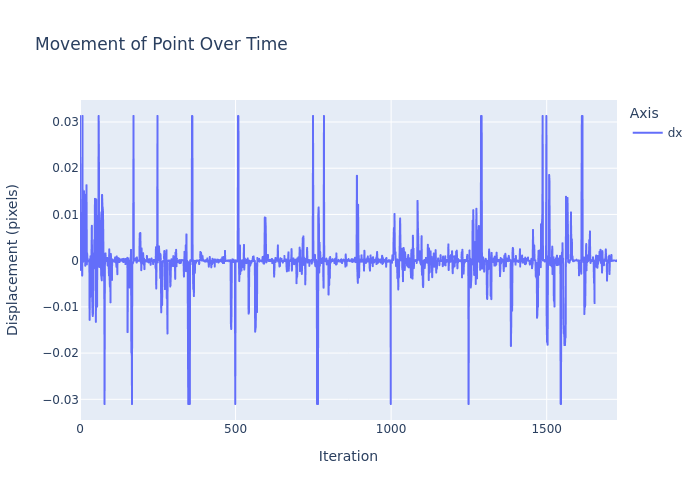 Movement of Point Over Time
Axis
dx
Displacement (pixels)
0.03
0.02
0.01
0
−0.01
−0.02
−0.03
0
500
1000
1500
Iteration